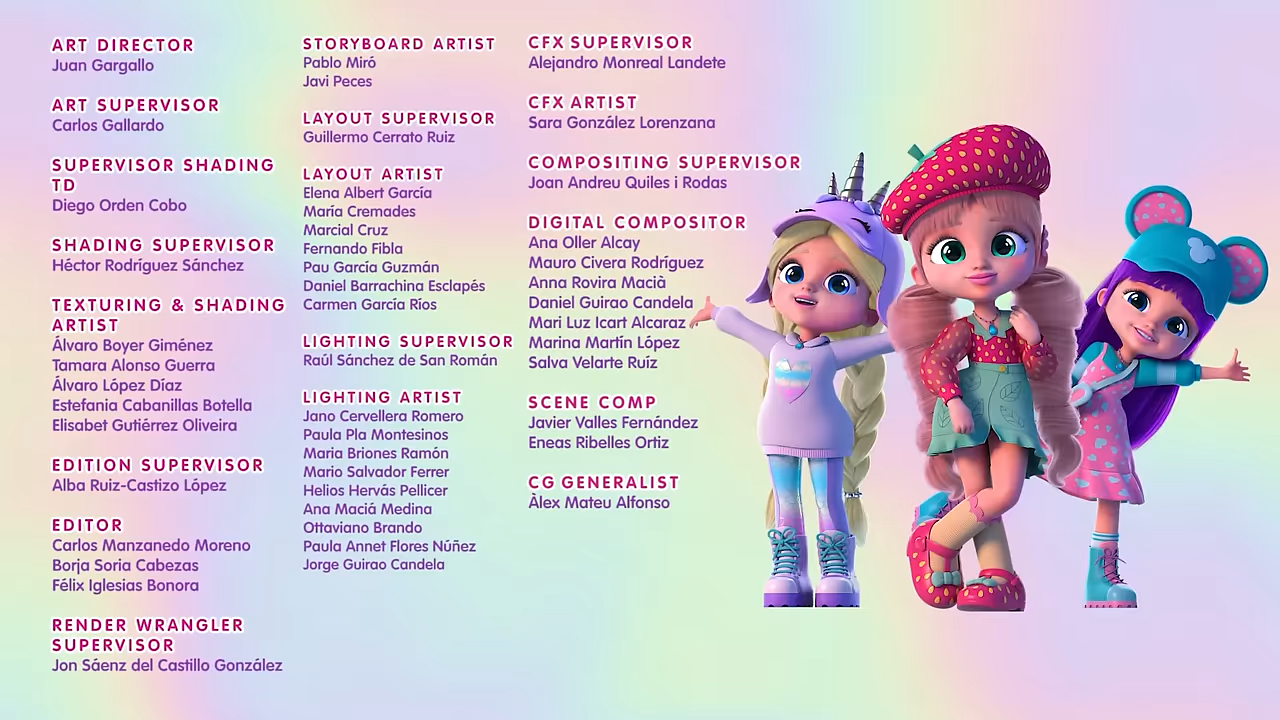 ART DIRECTOR
Juan Gargallo
ART SUPERVISOR
Carlos Gallardo
SUPERVISOR SHADING
TD
Diego Orden Cobo
SHADING SUPERVISOR
Héctor Rodríguez Sánchez
TEXTURING & SHADING
ARTIST
Álvaro Boyer Giménez
Tamara Alonso Guerra
Álvaro López Díaz
Estefania Cabanillas Botella
Elisabet Gutiérrez Oliveira
EDITION SUPERVISOR
Alba Ruiz-Castizo López
EDITOR
Carlos Manzanedo Moreno
Borja Soria Cabezas
Félix Iglesias Bonora
RENDER WRANGLER
SUPERVISOR
Jon Sáenz del Castillo González
STORYBOARD ARTIST
Pablo Miró
Javi Peces
LAYOUT SUPERVISOR
Guillermo Cerrato Ruiz
LAYOUT ARTIST
Elena Albert García
María Cremades
Marcial Cruz
Fernando Fibla
Pau García Guzmán
Daniel Barrachina Esclapés
Carmen García Ríos
LIGHTING SUPERVISOR
Raúl Sánchez de San Román
LIGHTING ARTIST
Jano Cervellera Romero
Paula Pla Montesinos
Maria Briones Ramón
Mario Salvador Ferrer
Helios Hervás Pellicer
Ana Maciá Medina
Ottaviano Brando
Paula Annet Flores Núñez
Jorge Guirao Candela
CFX SUPERVISOR
Alejandro Monreal Landete
CFX ARTIST
Sara González Lorenzana
COMPOSITING SUPERVISOR
Joan Andreu Quiles i Rodas
DIGITAL COMPOSITOR
Ana Oller Alcay
Mauro Civera Rodríguez
Anna Rovira Macià
Daniel Guirao Candela
Mari Luz Icart Alcaraz
Marina Martín López
Salva Velarte Ruíz
SCENE COMP
Javier Valles Fernández
Eneas Ribelles Ortiz
CG GENERALIST
Àlex Mateu Alfonso